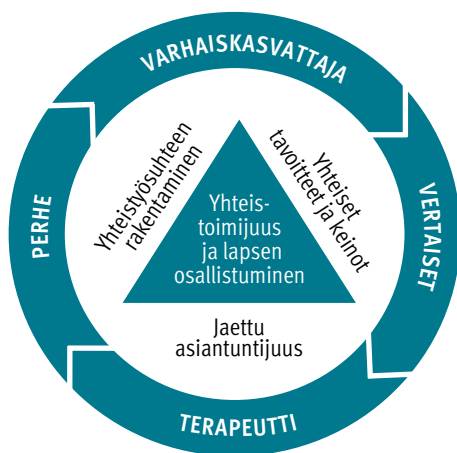 VARHAISKASVATTAJA
PERHE
VERTAISET
TERAPEUTTI
Yhteistyösuhteen
rakentaminen
Yhteiset
tavoitteet ja keinot
Yhteis-
toimijuus
ja lapsen
osallistuminen
Jaettu
asiantuntijuus